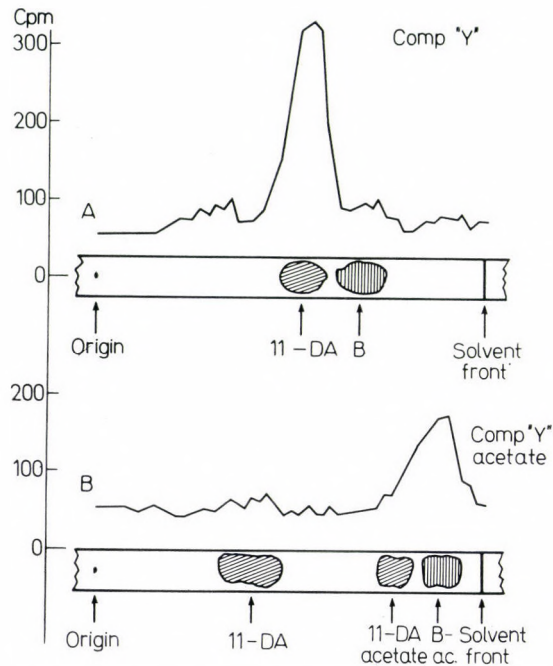 Cpm
300
Comp "Y"
200
100
A
0
Origin
11-DA B
Solvent
front
200
Comp "Y"
acetate
100
B
0
Origin
11-DA
11-DA B- Solvent
acetate ac. front